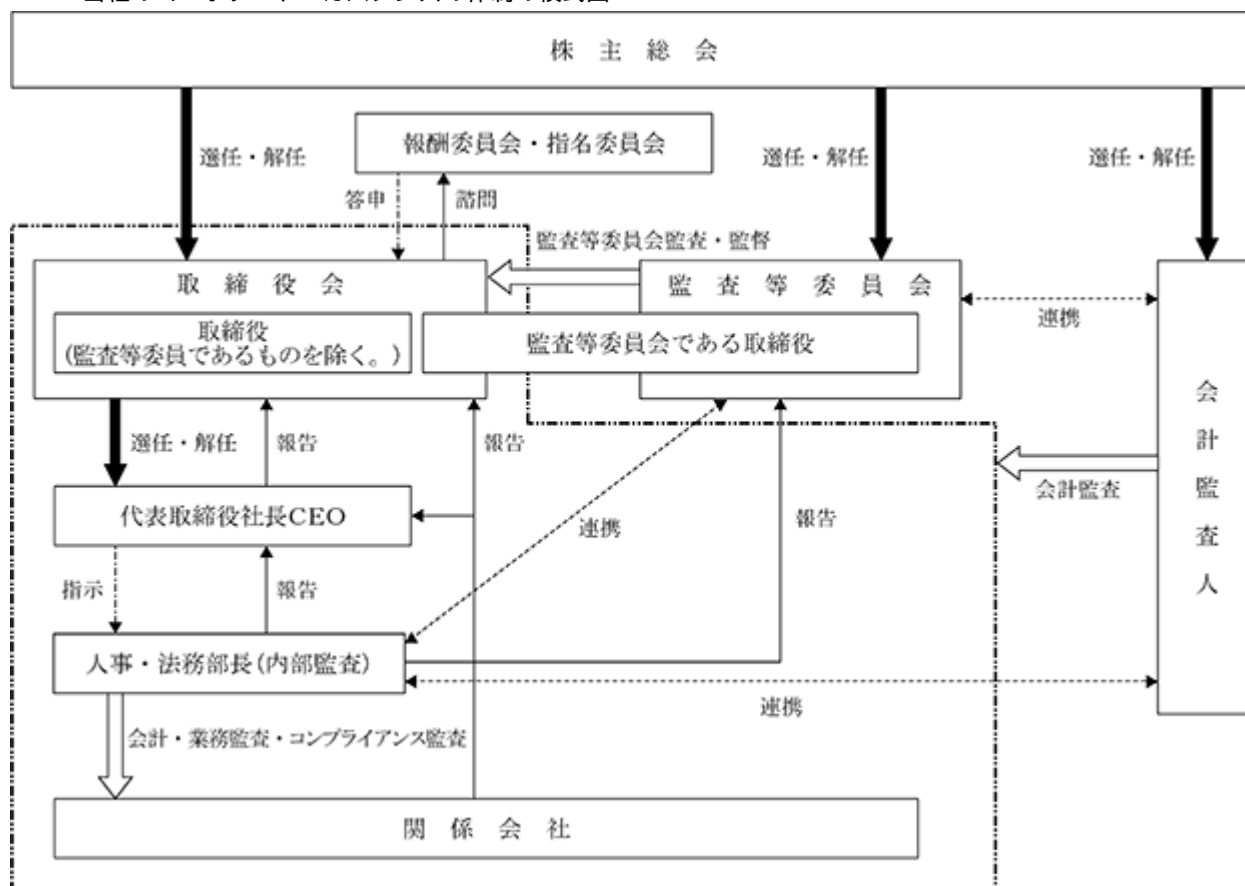 株主総会
報酬委員会・指名委員会
選任・解任
選任・解任
選任・解任
答申
諮問
監査等委員会監査・監督
取締役会
監査等委員会
連携
取締役
(監査等委員であるものを除く。)
監査等委員会である取締役
会計監査人
選任・解任
報告
報告
会計監査
代表取締役社長CEO
連携
報告
指示
報告
人事・法務部長(内部監査)
連携
会計・業務監査・コンプライアンス監査
関係会社